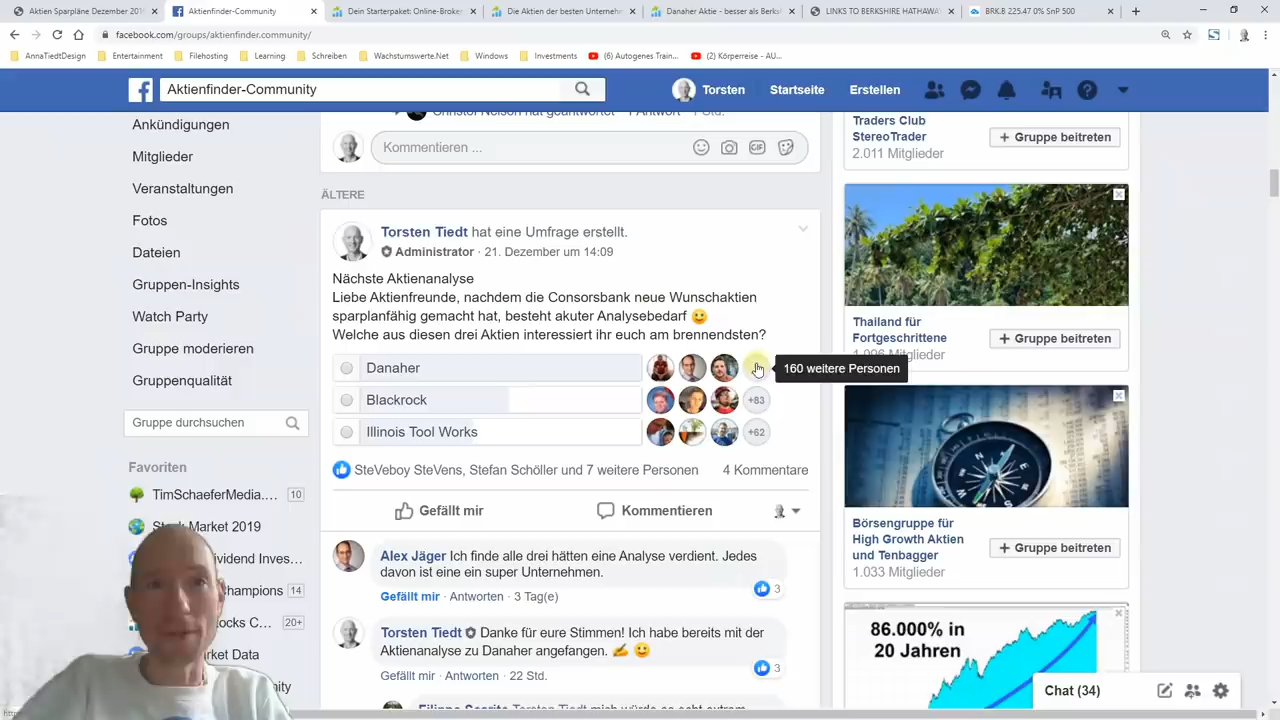 Aktien Sparpläne Dezember 201
Facebook Aktienfinder-Community
Dein Starterpaket: Online-Broke
Die Aktien der besten Unterneh
Danaher Aktie - besser als Berk
LINKS TO BERKSHIRE HATHAWA
BRK.B 225.47 0% SnP 500
facebook.com/groups/aktienfinder.community/
AnnaTiedtDesign
Entertainment
Filehosting
Learning
Schreiben
Wachstumswerte.Net
Windows
Investments
(6) Autogenes Train...
(2) Körperreise - AU...
Aktienfinder-Community
Torsten
Startseite
Erstellen
Ankündigungen
Mitglieder
Veranstaltungen
Fotos
Dateien
Gruppen-Insights
Watch Party
Gruppe moderieren
Gruppenqualität
Gruppe durchsuchen
Favoriten
TimSchaeferMedia.... 10
Market 2019
dividend Inves...
Champions 14
ocks C... 20+
ket Data
Kommentieren ...
GIF
ÄLTERE
Torsten Tiedt hat eine Umfrage erstellt.
Administrator · 21. Dezember um 14:09
Nächste Aktienanalyse
Liebe Aktienfreunde, nachdem die Consorsbank neue Wunschaktien
sparplanfähig gemacht hat, besteht akuter Analysebedarf 🙂
Welche aus diesen drei Aktien interessiert ihr euch am brennendsten?
Danaher
160 weitere Personen
Blackrock
+83
Illinois Tool Works
+62
SteVeboy SteVens, Stefan Schöller und 7 weitere Personen
4 Kommentare
Gefällt mir
Kommentieren
Alex Jäger Ich finde alle drei hätten eine Analyse verdient. Jedes
davon ist eine ein super Unternehmen.
3
Gefällt mir · Antworten · 3 Tag(e)
Torsten Tiedt Danke für eure Stimmen! Ich habe bereits mit der
Aktienanalyse zu Danaher angefangen. ✍ 🙂
3
Gefällt mir · Antworten · 22 Std.
Traders Club
StereoTrader
2.011 Mitglieder
+ Gruppe beitreten
Thailand für
Fortgeschrittene
Mitglieder
+ Gruppe beitreten
Börsengruppe für
High Growth Aktien
und Tenbagger
1.033 Mitglieder
+ Gruppe beitreten
86.000% in
20 Jahren
Chat (34)